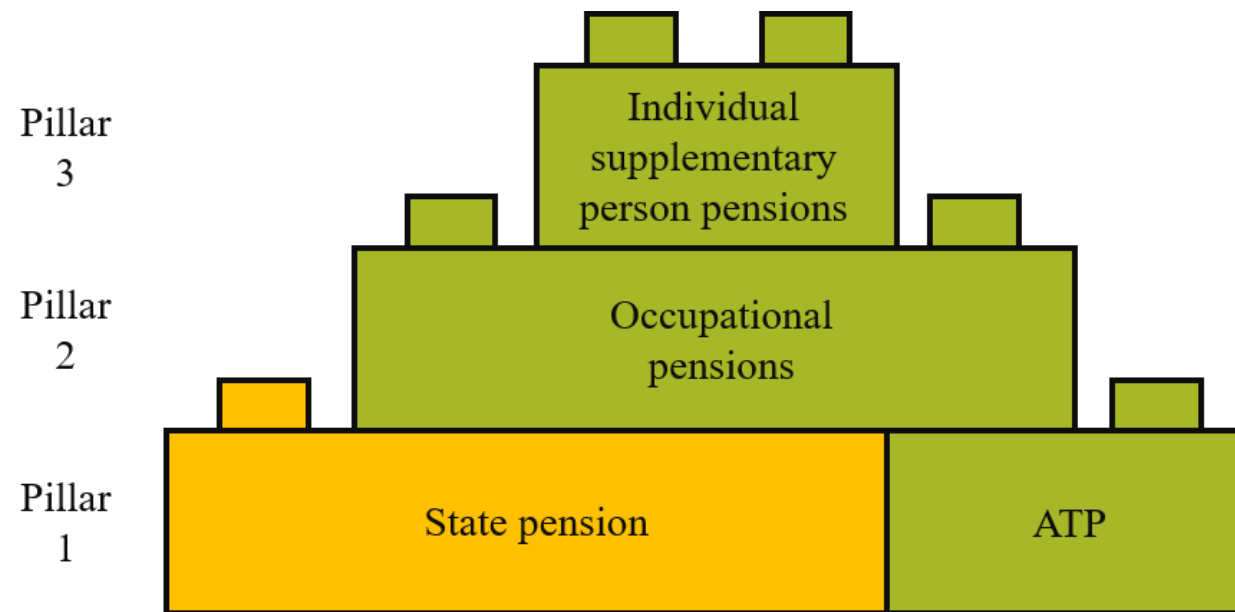 Pillar
3
Individual
supplementary
person pensions
Pillar
2
Occupational
pensions
Pillar
1
State pension
ATP